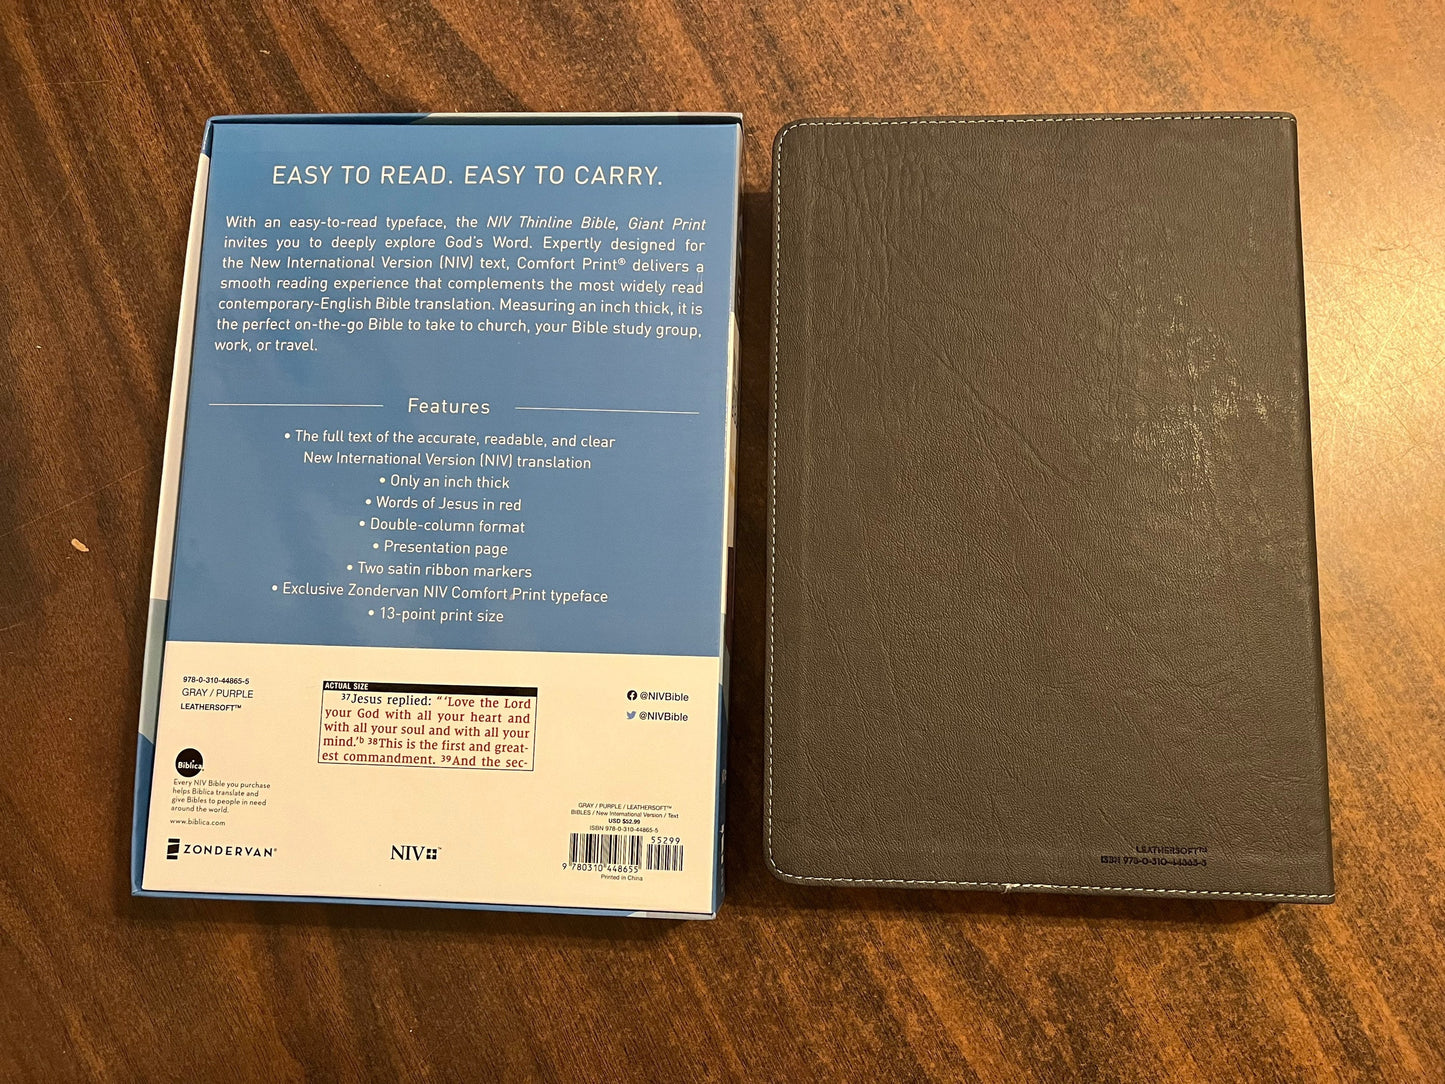 EASY TO READ. EASY TO CARRY.
With an easy-to-read typeface, the NIV Thinline Bible, Giant Print
invites you to deeply explore God's Word. Expertly designed for
the New International Version (NIV) text, Comfort Print® delivers a
smooth reading experience that complements the most widely read
contemporary-English Bible translation. Measuring an inch thick, it is
the perfect on-the-go Bible to take to church, your Bible study group,
work, or travel.
Features
• The full text of the accurate, readable, and clear
New International Version (NIV) translation
• Only an inch thick
• Words of Jesus in red
• Double-column format
• Presentation page
• Two satin ribbon markers
• Exclusive Zondervan NIV Comfort Print typeface
• 13-point print size
978-0-310-44865-5
GRAY / PURPLE
LEATHERSOFT™
ACTUAL SIZE
37Jesus replied: "'Love the Lord
your God with all your heart and
with all your soul and with all your
mind.'b 38This is the first and great-
est commandment. 39And the sec-
@NIVBible
@NIVBible
Biblica
Every NIV Bible you purchase
helps Biblica translate and
give Bibles to people in need
around the world.
www.biblica.com
ZONDERVAN®
NIV™
GRAY / PURPLE / LEATHERSOFT™
BIBLES / New International Version / Text
USD $52.99
ISBN 978-0-310-44865-5
55299
9 780310 448655
Printed in China
LEATHERSOFT™
ISBN 978-0-310-44865-5